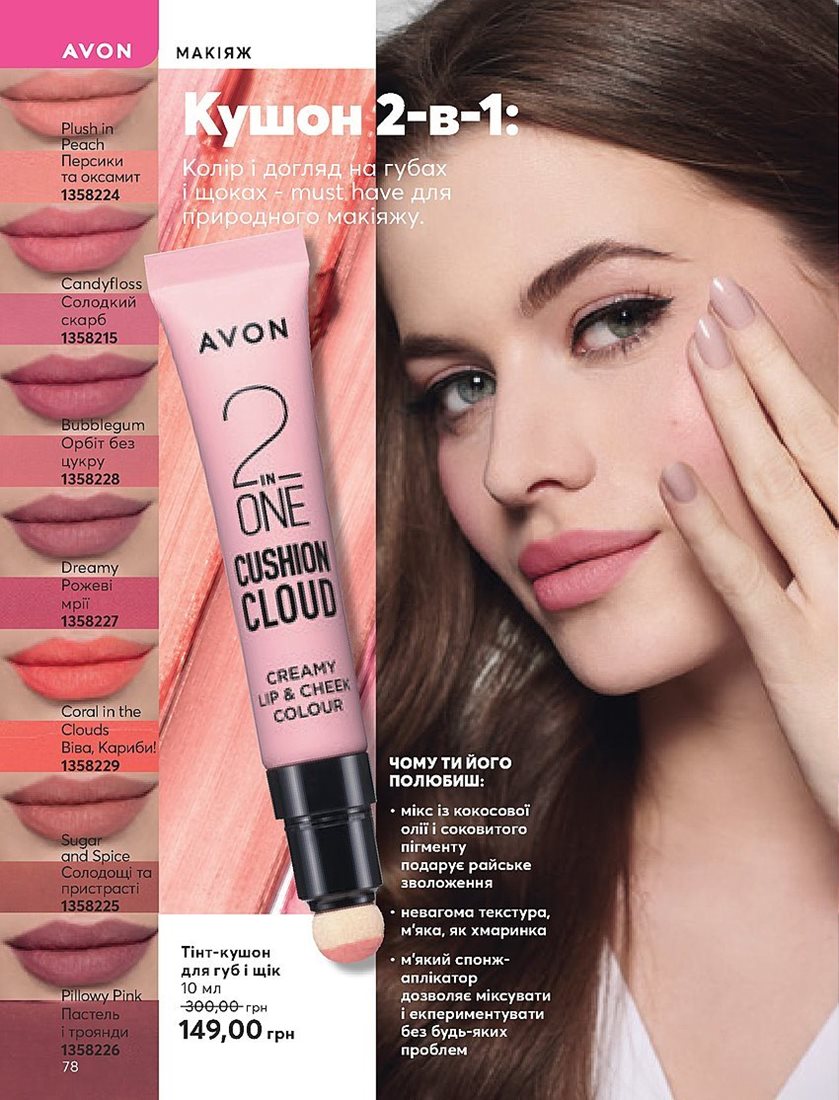 AVON
МАКІЯЖ
Кушон 2-в-1:
Колір і догляд на губах
і щоках - must have для
природного макіяжу.
Plush in
Peach
Персики
та оксамит
1358224
Candyfloss
Солодкий
скарб
1358215
Bubblegum
Орбіт без
цукру
1358228
Dreamy
Рожеві
мрії
1358227
Coral in the
Clouds
Віва, Кариби!
1358229
Sugar
and Spice
Солодощі та
пристрасті
1358225
Pillowy Pink
Пастель
і троянди
1358226
78
AVON
2
IN
ONE
CUSHION
CLOUD
CREAMY
LIP & CHEEK
COLOUR
Тінт-кушон
для губ і щік
10 мл
300,00 грн
149,00 грн
ЧОМУ ТИ ЙОГО
ПОЛЮБИШ:
• мікс із кокосової
олії і соковитого
пігменту
подарує райське
зволоження
• невагома текстура,
м'яка, як хмаринка
• м'який спонж-
аплікатор
дозволяє міксувати
і експериментувати
без будь-яких
проблем